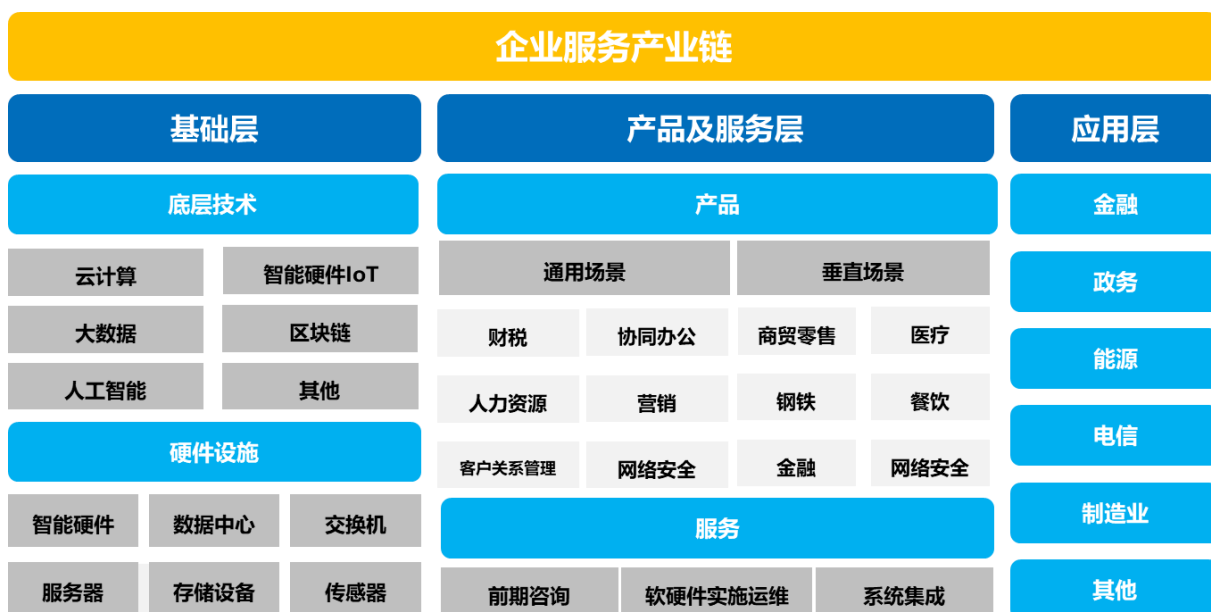 企业服务产业链
基础层
产品及服务层
应用层
底层技术
产品
金融
云计算
智能硬件IoT
通用场景
垂直场景
政务
大数据
区块链
财税
协同办公
商贸零售
医疗
能源
人工智能
其他
人力资源
营销
钢铁
餐饮
电信
硬件设施
客户关系管理
网络安全
金融
网络安全
智能硬件
数据中心
交换机
服务
制造业
服务器
存储设备
传感器
前期咨询
软硬件实施运维
系统集成
其他